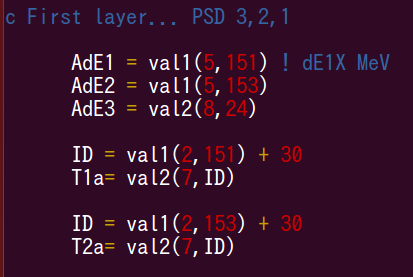 c First layer... PSD 3,2,1
AdE1 = val1(5,151) ! dE1X MeV
AdE2 = val1(5,153)
AdE3 = val2(8,24)
ID = val1(2,151) + 30
T1a= val2(7,ID)
ID = val1(2,153) + 30
T2a= val2(7,ID)